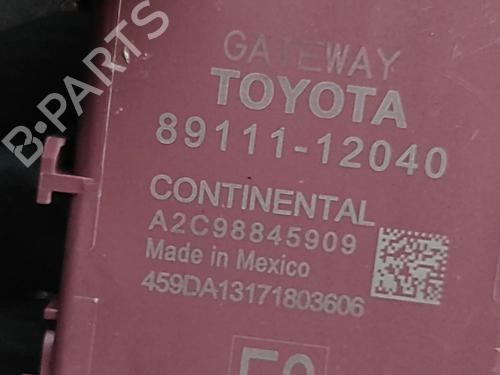 GATEWAY
TOYOTA
89111-12040
CONTINENTAL
A2C98845909
Made in Mexico
459DA13171803606
B·PARTS